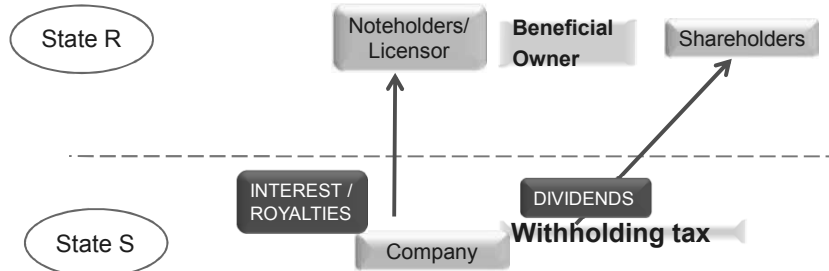 State R
Noteholders/
Licensor
Beneficial
Owner
Shareholders
INTEREST /
ROYALTIES
DIVIDENDS
State S
Company
Withholding tax